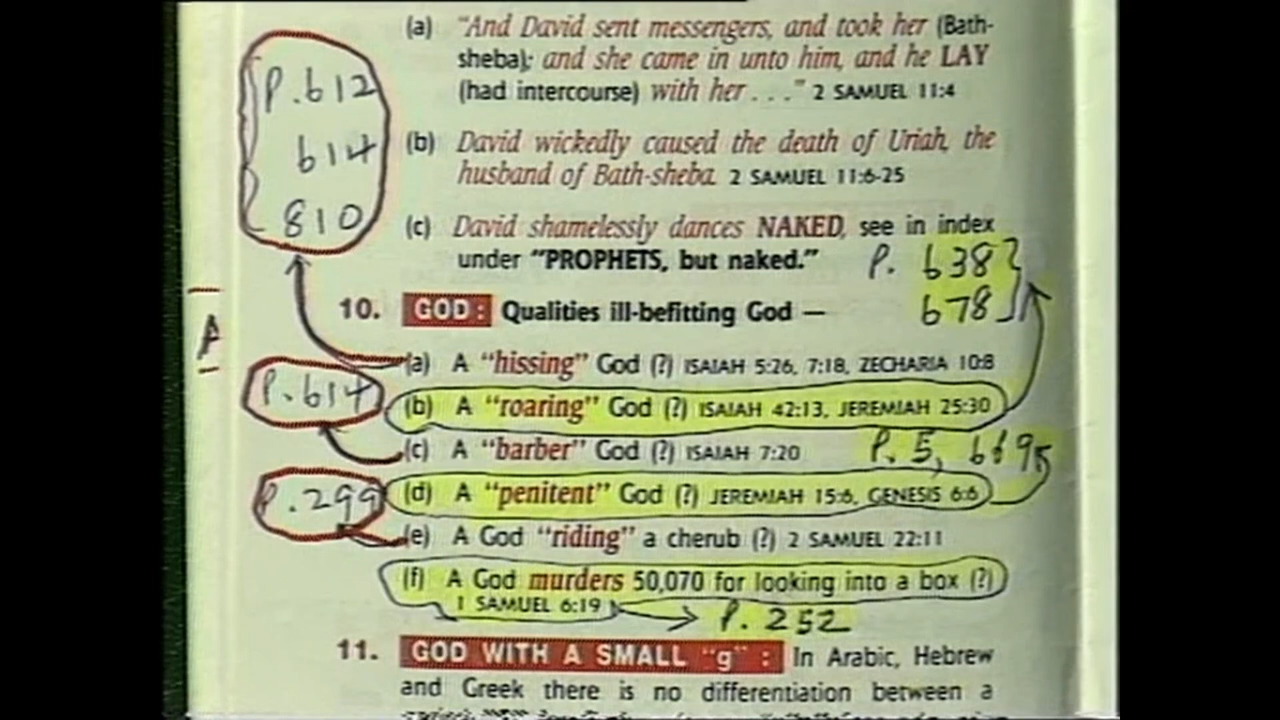 (a) "And David sent messengers, and took her (Bath-
sheba); and she came in unto him, and he LAY
(had intercourse) with her . . ." 2 SAMUEL 11:4
P.612
614
810
(b) David wickedly caused the death of Uriah, the
husband of Bath-sheba. 2 SAMUEL 11:6-25
(c) David shamelessly dances NAKED, see in index
under "PROPHETS, but naked." P. 638
678
10. GOD: Qualities ill-befitting God —
A
(a) A "hissing" God (?) ISAIAH 5:26, 7:18, ZECHARIA 10:8
P.614
(b) A "roaring" God (?) ISAIAH 42:13, JEREMIAH 25:30
(c) A "barber" God (?) ISAIAH 7:20 P. 5,
P.299
(d) A "penitent" God (?) JEREMIAH 15:6, GENESIS 6:6
(e) A God "riding" a cherub (?) 2 SAMUEL 22:11
(f) A God murders 50,070 for looking into a box (?)
1 SAMUEL 6:19 P. 252
11. GOD WITH A SMALL "g" : In Arabic, Hebrew
and Greek there is no differentiation between a